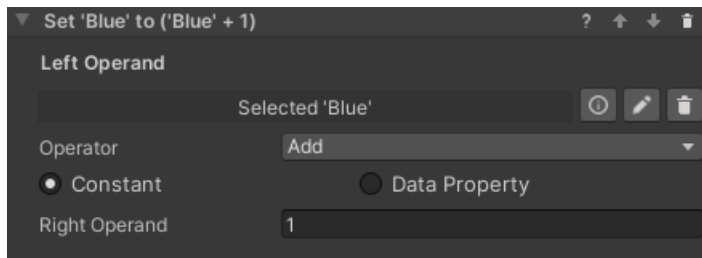 Set 'Blue' to ('Blue' + 1) ?
Left Operand
Selected 'Blue'
Operator Add
Constant Data Property
Right Operand 1